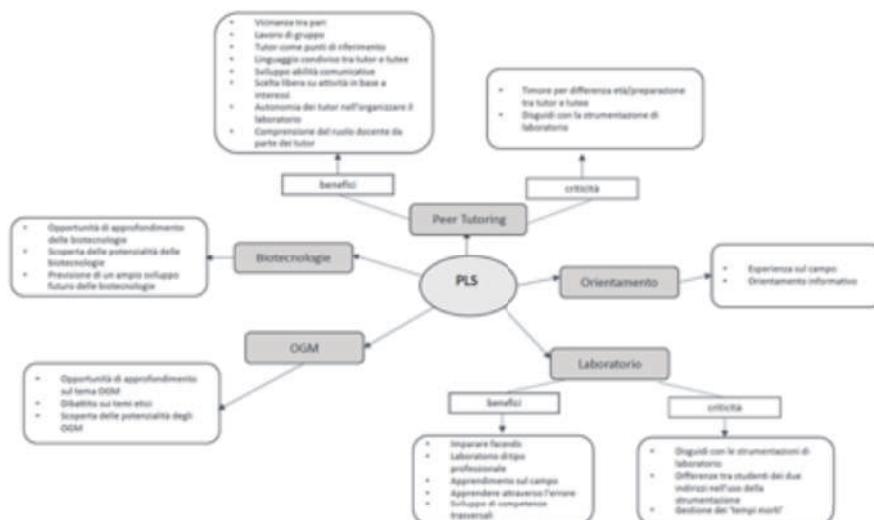 • Vicinanza tra pari
• Lavoro di gruppo
• Tutor come punti di riferimento
• Linguaggio condiviso tra tutor e tutee
• Sviluppo abilità comunicative
• Scelta libera su attività in base a
interessi
• Autonomia dei tutor nell'organizzare il
laboratorio
• Comprensione del ruolo docente da
parte dei tutor
• Timore per differenza età/preparazione
tra tutor e tutee
• Disguidi con la strumentazione di
laboratorio
benefici
criticità
Peer Tutoring
• Opportunità di approfondimento
delle biotecnologie
• Scoperta delle potenzialità delle
biotecnologie
• Previsione di un ampio sviluppo
futuro delle biotecnologie
Biotecnologie
PLS
Orientamento
• Esperienza sul campo
• Orientamento informativo
OGM
• Opportunità di approfondimento
sul tema OGM
• Dibattito sui temi etici
• Scoperta delle potenzialità degli
OGM
Laboratorio
benefici
criticità
• Imparare facendo
• Laboratorio di tipo
professionale
• Apprendimento sul campo
• Apprendere attraverso l'errore
• Sviluppo di competenze
trasversali
• Disguidi con le strumentazioni di
laboratorio
• Differenze tra studenti dei due
indirizzi nell'uso della
strumentazione
• Gestione dei "tempi morti"